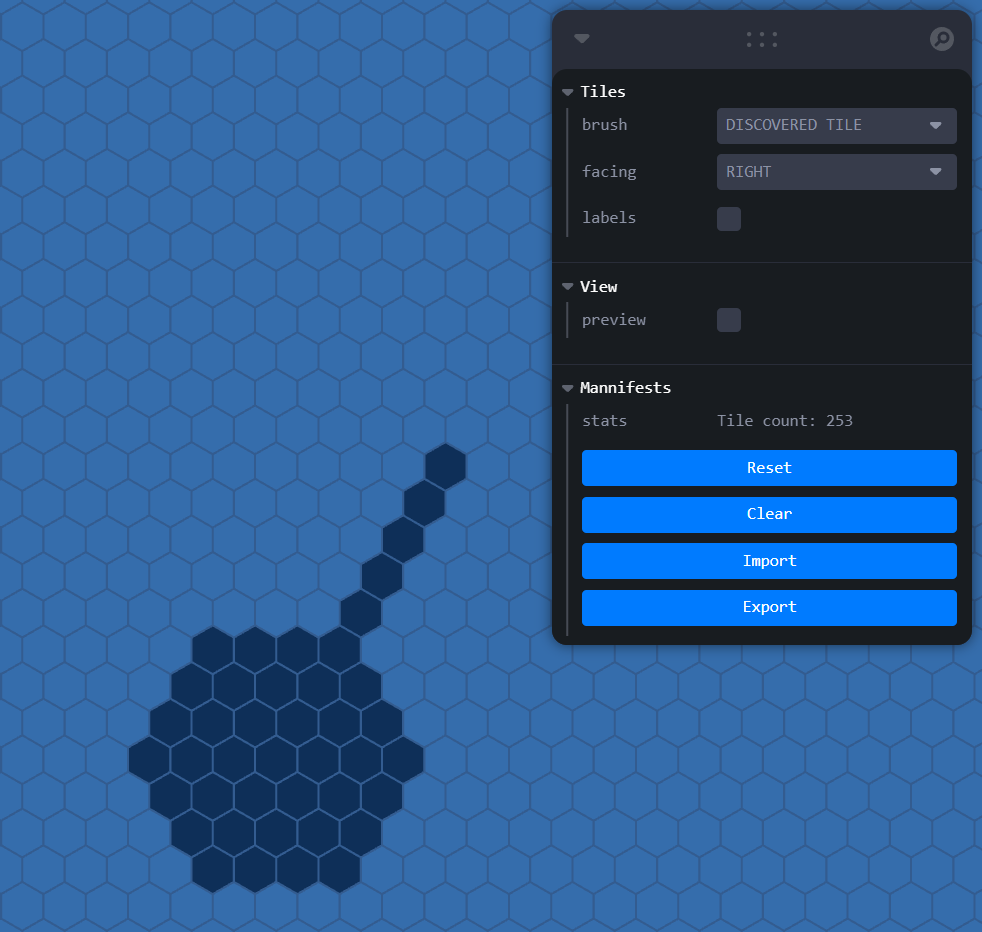 Tiles
brush DISCOVERED TILE
facing RIGHT
labels
View
preview
Mannifests
stats Tile count: 253
Reset
Clear
Import
Export